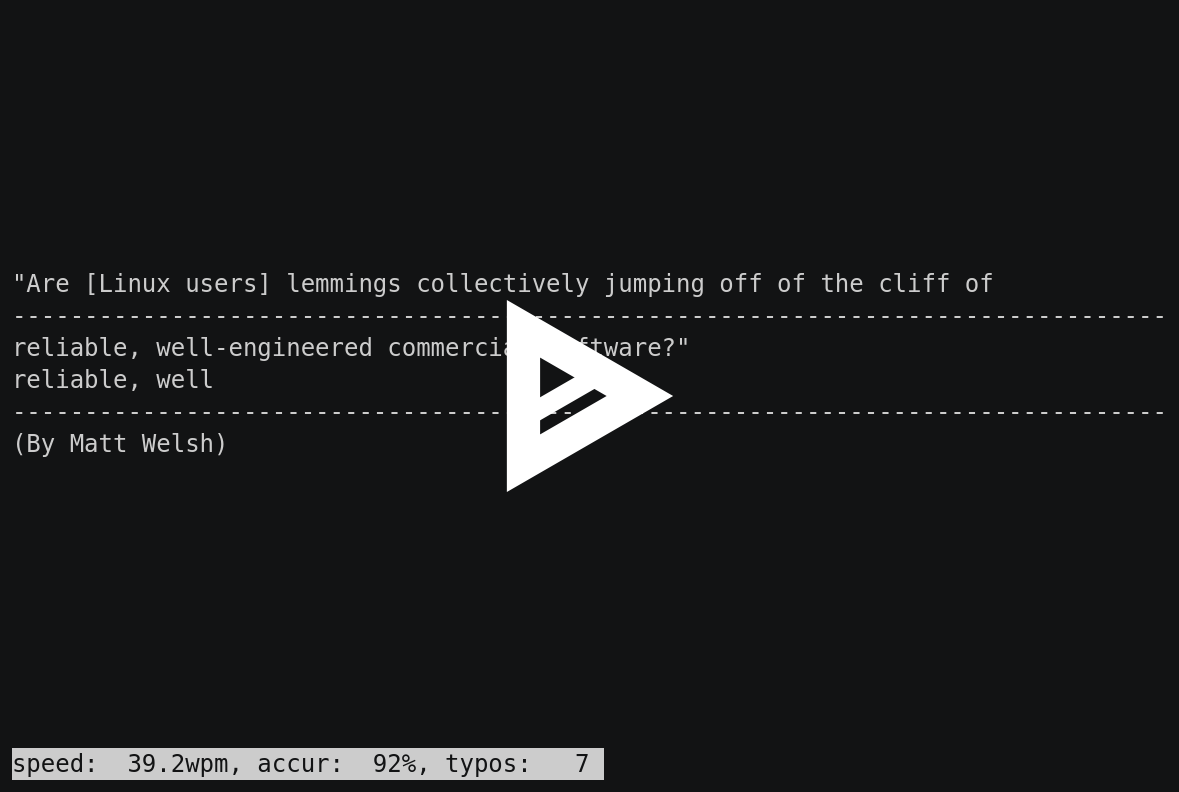 "Are [Linux users] lemmings collectively jumping off of the cliff of
--------------------------------------------------------------------------------
reliable, well-engineered commercia ftware?"
reliable, well
--------------------------------------------------------------------------------
(By Matt Welsh)
speed:  39.2wpm, accur:  92%, typos:   7